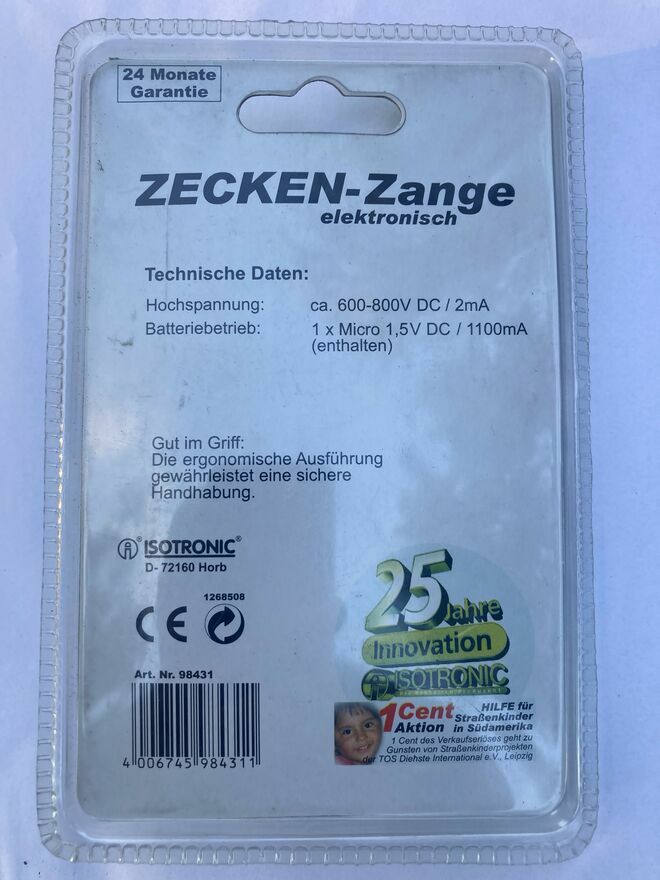 24 Monate
Garantie
ZECKEN-Zange
elektronisch
Technische Daten:
Hochspannung: ca. 600-800V DC / 2mA
Batteriebetrieb: 1 x Micro 1,5V DC / 1100mA
(enthalten)
Gut im Griff:
Die ergonomische Ausführung
gewährleistet eine sichere
Handhabung.
ISOTRONIC®
D- 72160 Horb
1268508
CE
Art. Nr. 98431
4 006745 984311
25
Jahre
Innovation
ISOTRONIC
1 Cent
Aktion
HILFE für
Straßenkinder
in Südamerika
1 Cent des Verkaufserlöses geht zu
Gunsten von Straßenkinderprojekten
der TOS Diehste International e.V., Leipzig